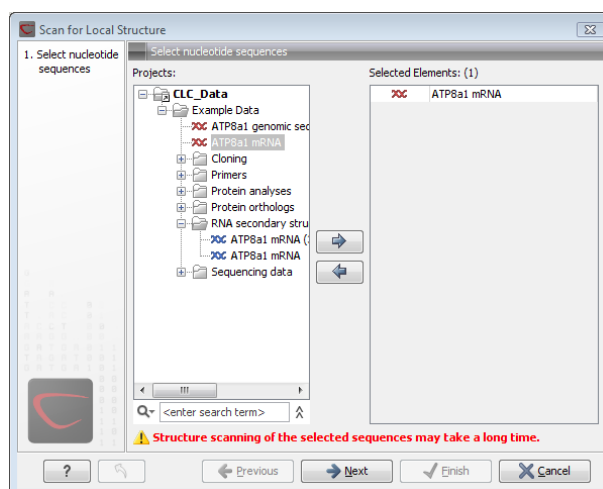 Scan for Local Structure
1. Select nucleotide
sequences
Select nucleotide sequences
Projects:
CLC_Data
Example Data
ATP8a1 genomic sec
ATP8a1 mRNA
Cloning
Primers
Protein analyses
Protein orthologs
RNA secondary stru
ATP8a1 mRNA (
ATP8a1 mRNA
Sequencing data
<enter search term>
Selected Elements: (1)
ATP8a1 mRNA
Structure scanning of the selected sequences may take a long time.
?
Previous
Next
Finish
Cancel